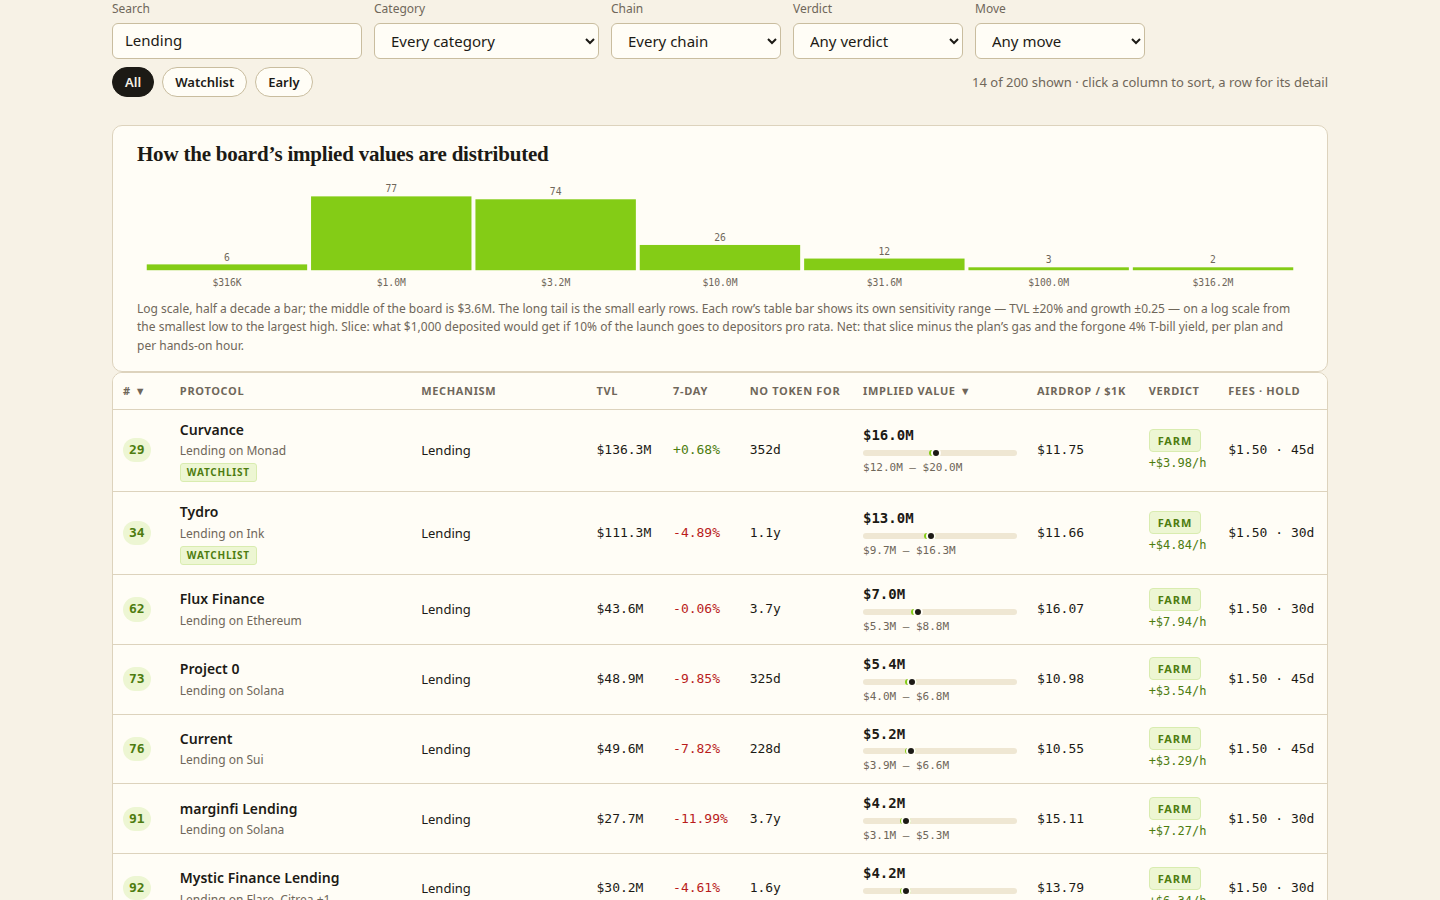 Search
Category
Chain
Verdict
Move
Lending
Every category
Every chain
Any verdict
Any move
All
Watchlist
Early
14 of 200 shown · click a column to sort, a row for its detail
How the board’s implied values are distributed
6
77
74
26
12
3
2
$316K
$1.0M
$3.2M
$10.0M
$31.6M
$100.0M
$316.2M
Log scale, half a decade a bar; the middle of the board is $3.6M. The long tail is the small early rows. Each row’s table bar shows its own sensitivity range — TVL ±20% and growth ±0.25 — on a log scale from
the smallest low to the largest high. Slice: what $1,000 deposited would get if 10% of the launch goes to depositors pro rata. Net: that slice minus the plan’s gas and the forgone 4% T-bill yield, per plan and
per hands-on hour.
# ▼ PROTOCOL MECHANISM TVL 7-DAY NO TOKEN FOR IMPLIED VALUE ▼ AIRDROP / $1K VERDICT FEES · HOLD
29 Curvance Lending $136.3M +0.68% 352d $16.0M $11.75 FARM $1.50 · 45d
Lending on Monad
WATCHLIST
$12.0M — $20.0M
+$3.98/h
34 Tydro Lending $111.3M -4.89% 1.1y $13.0M $11.66 FARM $1.50 · 30d
Lending on Ink
WATCHLIST
$9.7M — $16.3M
+$4.84/h
62 Flux Finance Lending $43.6M -0.06% 3.7y $7.0M $16.07 FARM $1.50 · 30d
Lending on Ethereum
$5.3M — $8.8M
+$7.94/h
73 Project 0 Lending $48.9M -9.85% 325d $5.4M $10.98 FARM $1.50 · 45d
Lending on Solana
$4.0M — $6.8M
+$3.54/h
76 Current Lending $49.6M -7.82% 228d $5.2M $10.55 FARM $1.50 · 45d
Lending on Sui
$3.9M — $6.6M
+$3.29/h
91 marginfi Lending Lending $27.7M -11.99% 3.7y $4.2M $15.11 FARM $1.50 · 30d
Lending on Solana
$3.1M — $5.3M
+$7.27/h
92 Mystic Finance Lending Lending $30.2M -4.61% 1.6y $4.2M $13.79 FARM $1.50 · 30d
Lending on Flare, Citrea +1
+$6.34/h